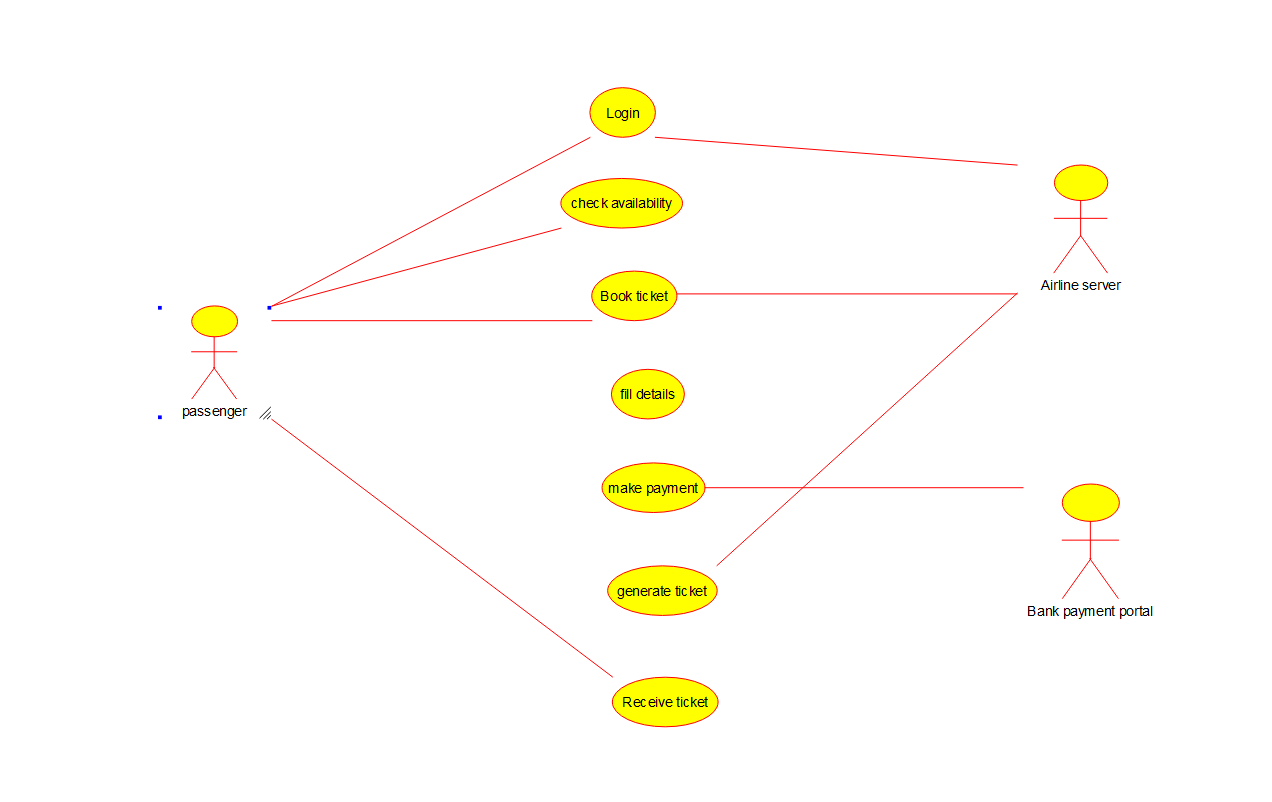 Login
check availability
Book ticket
fill details
make payment
generate ticket
Receive ticket
passenger
Airline server
Bank payment portal